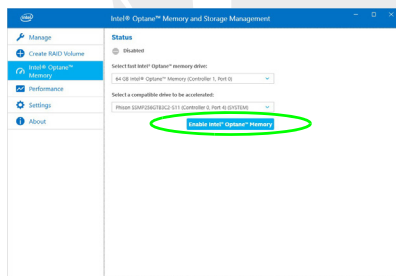 intel
Intel® Optane™ Memory and Storage Management
Manage
Create RAID Volume
Intel® Optane™
Memory
Performance
Settings
About
Status
Disabled
Select fast Intel® Optane™ memory drive:
64 GB Intel® Optane™ Memory (Controller 1, Port 0)
Select a compatible drive to be accelerated:
Phison SSMP256GTB3C2-S11 (Controller 0, Port 4) (SYSTEM)
Enable Intel® Optane™ Memory